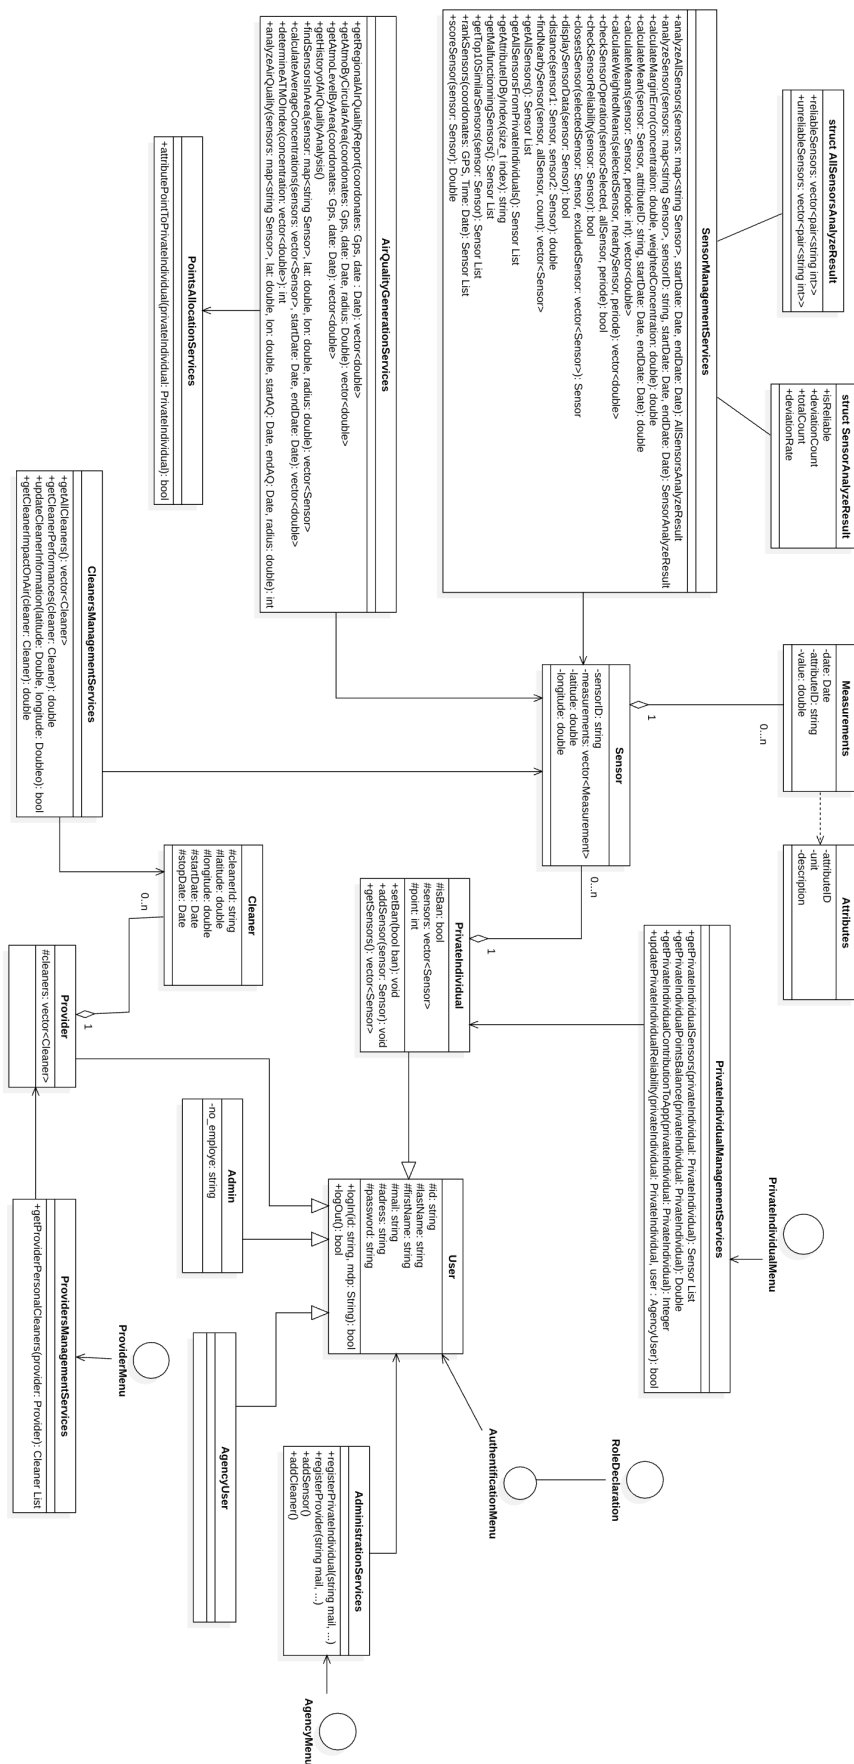 struct AllSensorsAnalyzeResult
+reliableSensors: vector<pair<string int>>
+unreliableSensors: vector<pair<string int>>
struct SensorAnalyzeResult
+isReliable
+deviationCount
+totalCount
+deviationRate
Measurements
-date: Date
-attributeID: string
-value: double
Attributes
-attributeID
-unit
-description
SensorManagementServices
+analyzeAllSensors(sensors: map<string Sensor>, startDate: Date, endDate: Date): AllSensorsAnalyzeResult
+analyzeSensor(sensors: map<string Sensor>, sensorID: string, startDate: Date, endDate: Date): SensorAnalyzeResult
+calculateMarginError(concentration: double, weightedConcentration: double): double
+calculateMean(sensor: Sensor, attributeID: string, startDate: Date, endDate: Date): double
+calculateMeans(sensor: Sensor, periode: int): vector<double>
+calculateWeightedMeans(selectedSensor, nearbySensor, periode): vector<double>
+checkSensorOperation(sensorSelected, allSensor, periode): bool
+checkSensorReliability(sensor: Sensor): bool
+closestSensor(selectedSensor: Sensor, excludedSensor: vector<Sensor>): Sensor
+displaySensorData(sensor: Sensor): bool
+distance(sensor1: Sensor, sensor2: Sensor): double
+findNearbySensor(sensor, allSensor, count): vector<Sensor>
+getAllSensors(): Sensor List
+getAllSensorsFromPrivateIndividuals(): Sensor List
+getAttributeIDByIndex(size_t index): string
+getMalfunctionningSensors(): Sensor List
+getTop10SimilarSensors(sensor: Sensor): Sensor List
+rankSensors(coordinates: GPS, Time: Date): Sensor List
+scoreSensor(sensor: Sensor): Double
Sensor
-sensorID: string
-measurements: vector<Measurement>
-latitude: double
-longitude: double
1
0...n
0...n
1
PrivateIndividualManagementServices
+getPrivateIndividualSensors(privateIndividual: PrivateIndividual): Sensor List
+getPrivateIndividualPointsBalance(privateIndividual: PrivateIndividual): Double
+getPrivateIndividualContributionToApp(privateIndividual: PrivateIndividual): Integer
+updatePrivateIndividualReliability(privateIndividual: PrivateIndividual, user : AgencyUser): bool
PrivateIndividualMenu
RoleDeclaration
AuthentificationMenu
AirQualityGenerationServices
+getRegionalAirQualityReport(coordinates: Gps, date : Date): vector<double>
+getAtmoByCircularArea(coordinates: Gps, date: Date, radius: Double): vector<double>
+getAtmoLevelByArea(coordinates: Gps, date: Date): vector<double>
+getHistoryofAirQualityAnalysis()
+findSensorsInArea(sensor: map<string Sensor>, lat: double, lon: double, radius: double): vector<Sensor>
+calculateAverageConcentrations(sensors: vector<Sensor>, startDate: Date, endDate: Date): vector<double>
+determineATMOIndex(concentration: vector<double>): int
+analyzeAirQuality(sensors: map<string Sensor>, lat: double, lon: double, startAQ: Date, endAQ: Date, radius: double): int
PrivateIndividual
#isBan: bool
#sensors: vector<Sensor>
#point: int
+setBan(bool ban): void
+addSensor(sensor: Sensor): void
+getSensors(): vector<Sensor>
User
#id: string
#lastName: string
#firstName: string
#mail: string
#adress: string
#password: string
+logIn(id: string, mdp: String): bool
+logOut(): bool
AdministrationServices
+registerPrivateIndividual(string mail, ...)
+registerProvider(string mail, ...)
+addSensor()
+addCleaner()
AgencyMenu
PointsAllocationServices
+attributePointToPrivateIndividual(privateIndividual: PrivateIndividual): bool
Cleaner
#cleanerId: string
#latitude: double
#longitude: double
#startDate: Date
#stopDate: Date
0..n
1
Admin
-no_employe: string
AgencyUser
CleanersManagementServices
+getAllCleaners(): vector<Cleaner>
+getCleanerPerformances(cleaner: Cleaner): double
+updateCleanerInformation(latitude: Double, longitude: Doubleo): bool
+getCleanerImpactOnAir(cleaner: Cleaner): double
Provider
#cleaners: vector<Cleaner>
ProviderMenu
ProvidersManagementServices
+getProviderPersonalCleaners(provider: Provider): Cleaner List